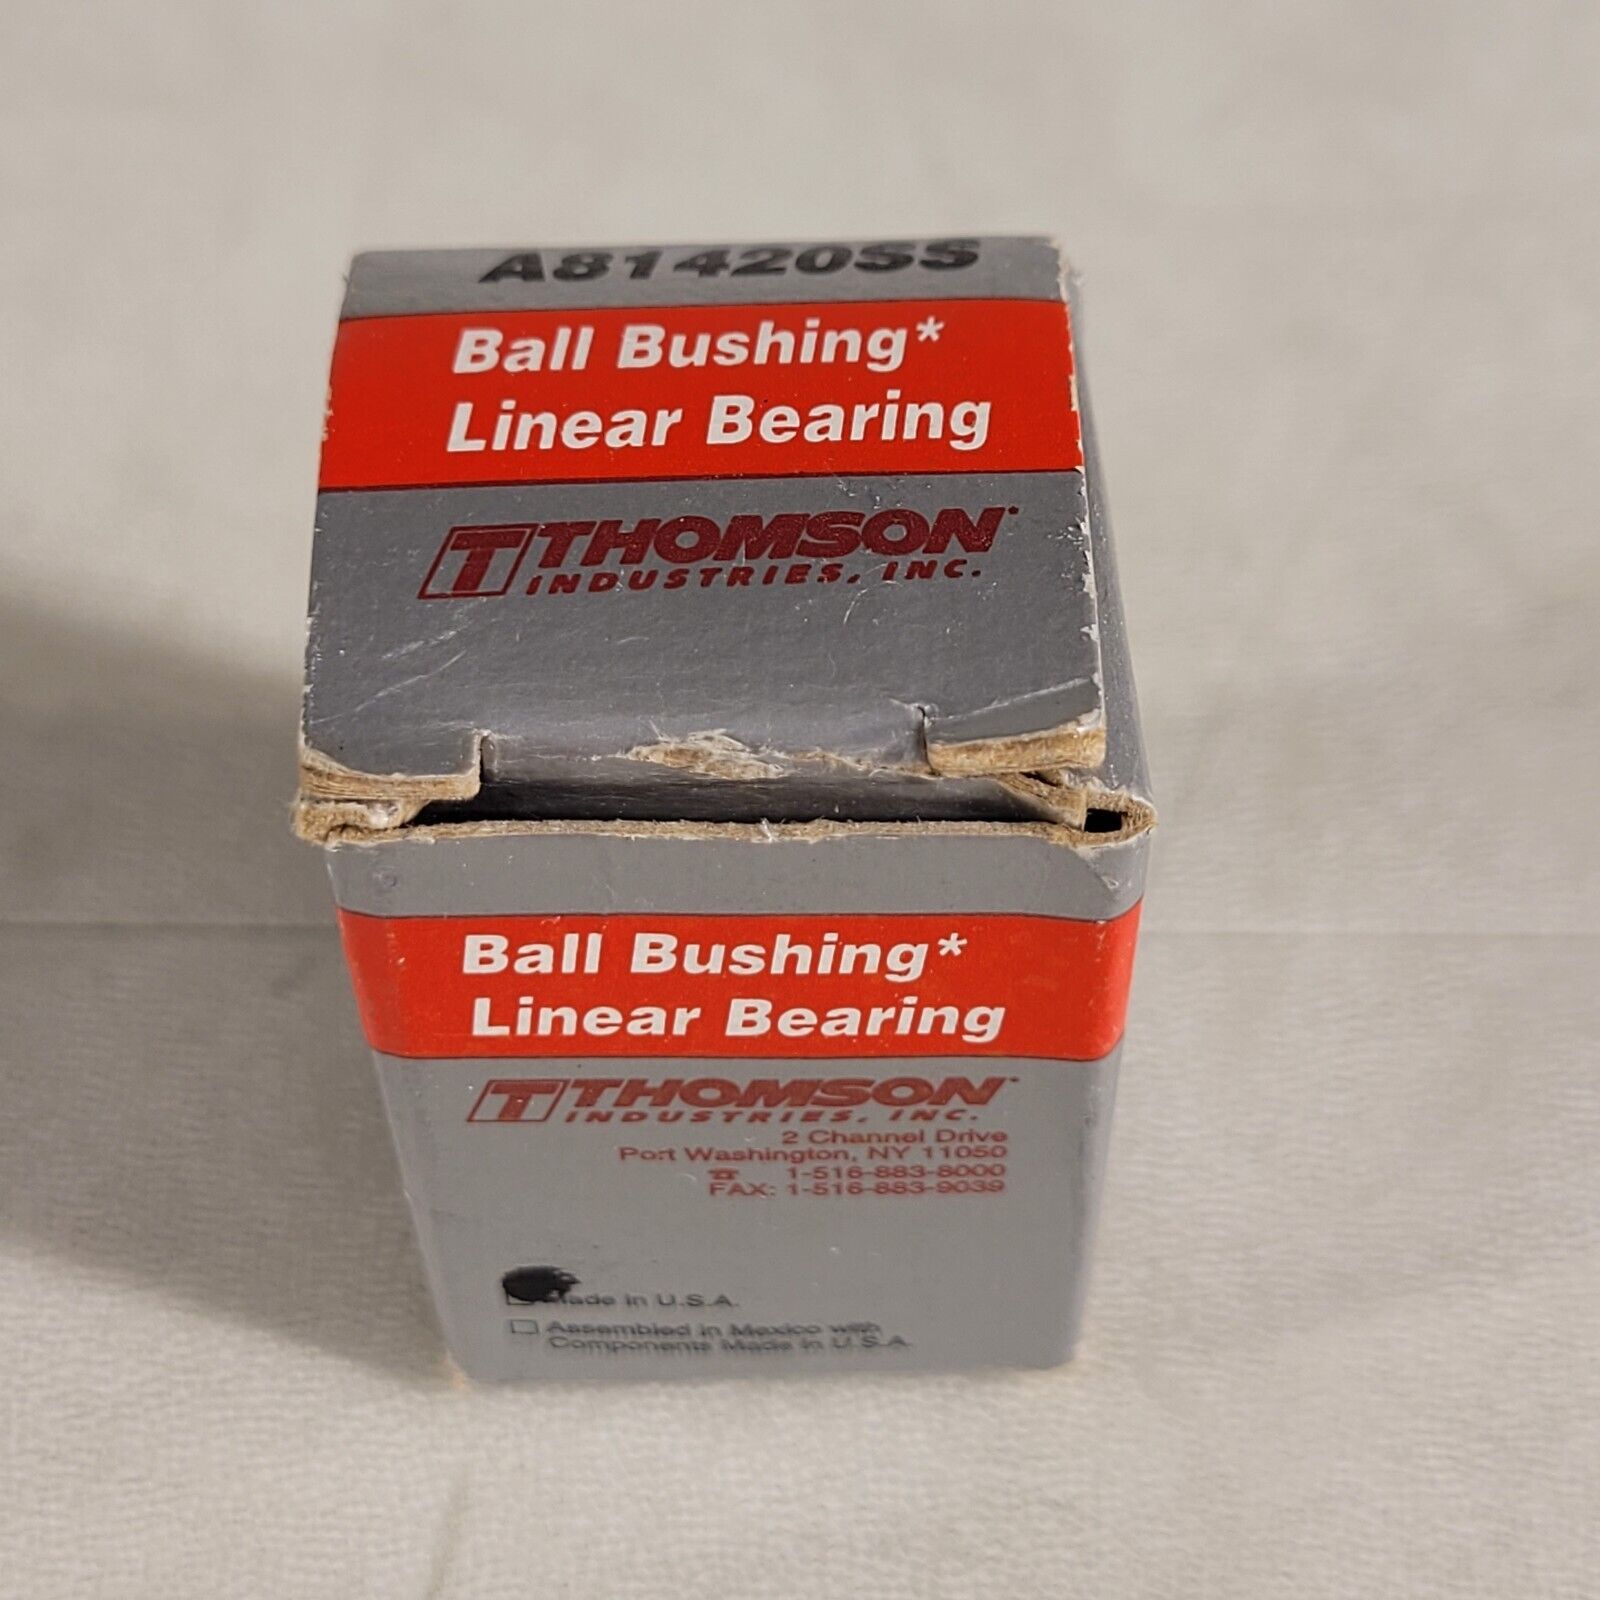 A81420SS
Ball Bushing*
Linear Bearing
T THOMSON*
INDUSTRIES, INC.
Ball Bushing*
Linear Bearing
T THOMSON*
INDUSTRIES, INC.
2 Channel Drive
Port Washington, NY 11050
☎ 1-516-883-8000
FAX: 1-516-883-9039
Made in U.S.A.
Assembled in Mexico with
Components Made in U.S.A.